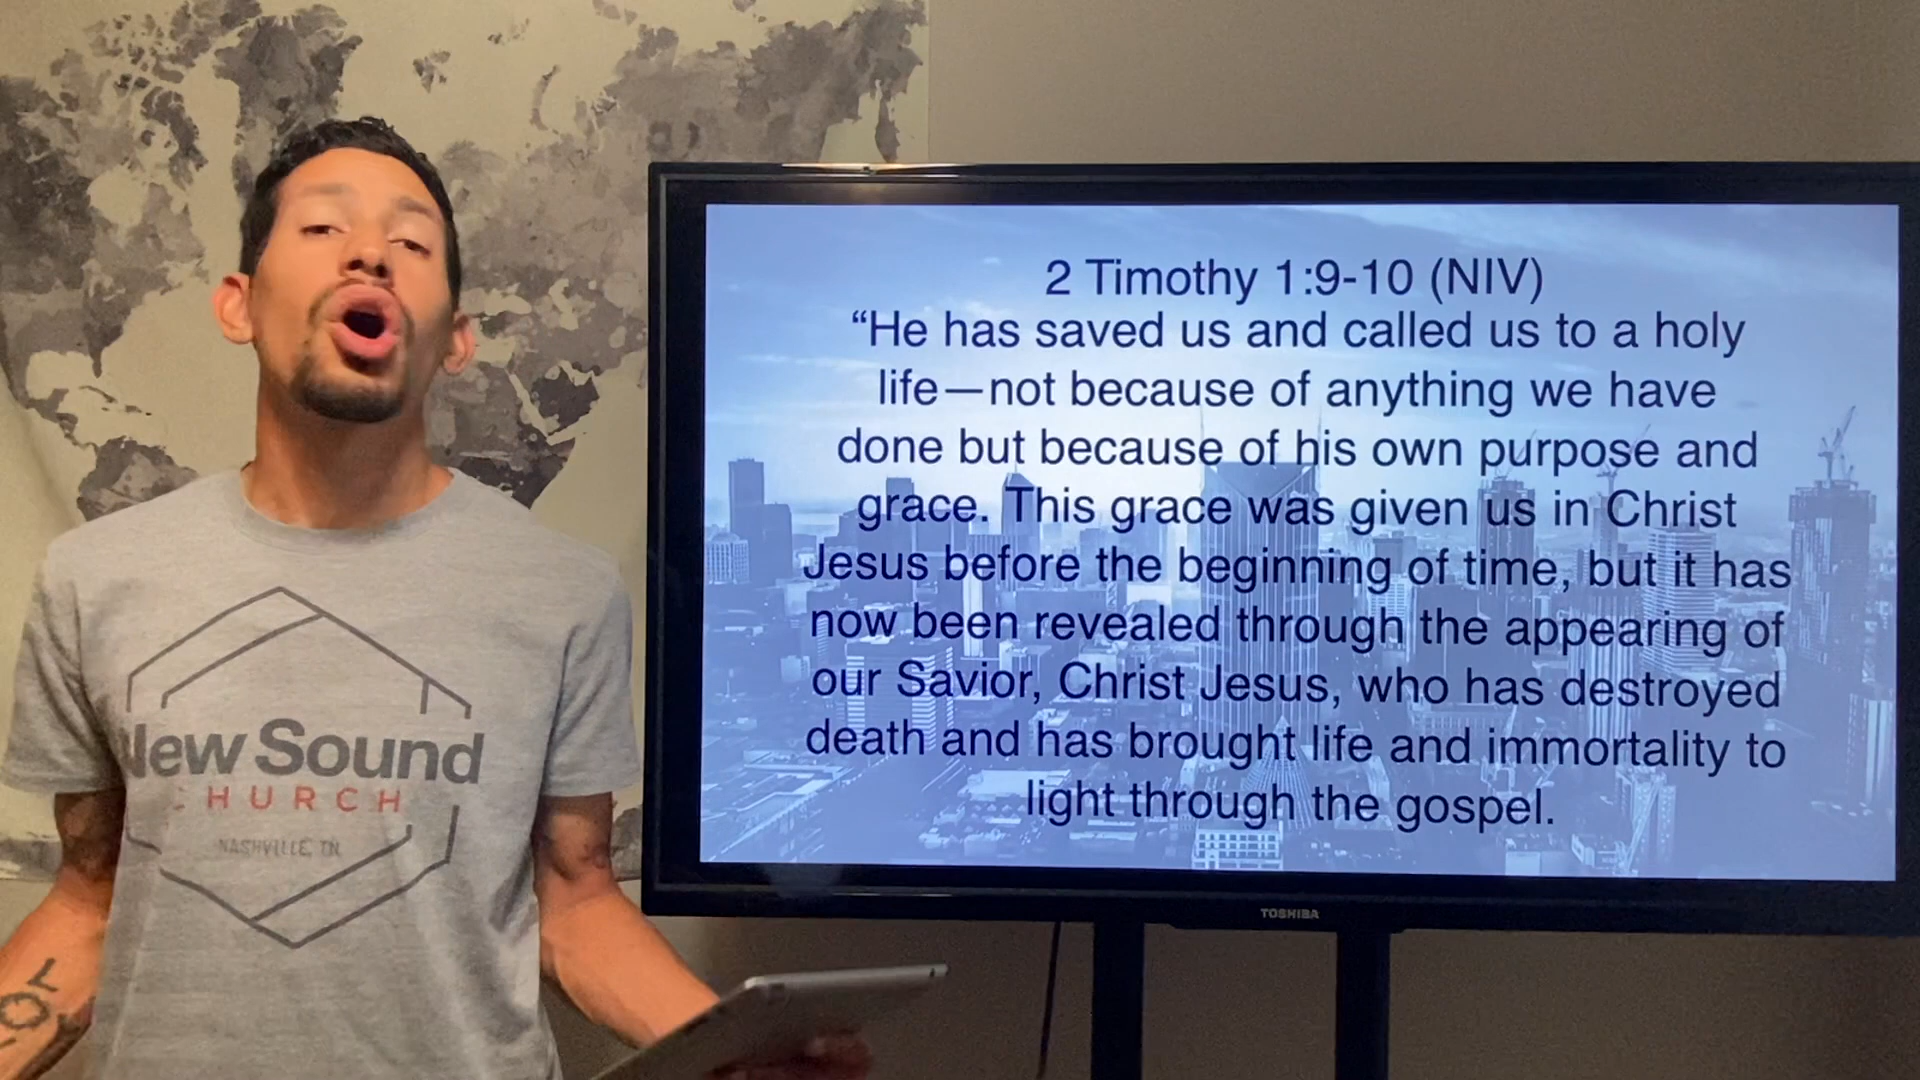 2 Timothy 1:9-10 (NIV)
“He has saved us and called us to a holy
life—not because of anything we have
done but because of his own purpose and
grace. This grace was given us in Christ
Jesus before the beginning of time, but it has
now been revealed through the appearing of
our Savior, Christ Jesus, who has destroyed
death and has brought life and immortality to
light through the gospel.
TOSHIBA
New Sound
CHURCH
NASHVILLE, TN